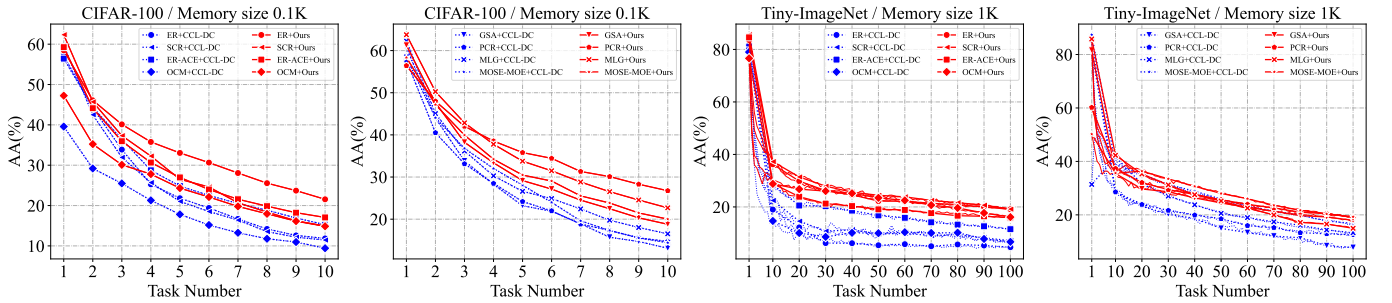 CIFAR-100 / Memory size 0.1K
AA(%)
60
50
40
30
20
10
ER+CCL-DC
SCR+CCL-DC
ER-ACE+CCL-DC
OCM+CCL-DC
ER+Ours
SCR+Ours
ER-ACE+Ours
OCM+Ours
1 2 3 4 5 6 7 8 9 10
Task Number
CIFAR-100 / Memory size 0.1K
AA(%)
60
50
40
30
20
GSA+CCL-DC
PCR+CCL-DC
MLG+CCL-DC
MOSE-MOE+CCL-DC
GSA+Ours
PCR+Ours
MLG+Ours
MOSE-MOE+Ours
1 2 3 4 5 6 7 8 9 10
Task Number
Tiny-ImageNet / Memory size 1K
AA(%)
80
60
40
20
ER+CCL-DC
SCR+CCL-DC
ER-ACE+CCL-DC
OCM+CCL-DC
ER+Ours
SCR+Ours
ER-ACE+Ours
OCM+Ours
1 10 20 30 40 50 60 70 80 90 100
Task Number
Tiny-ImageNet / Memory size 1K
AA(%)
80
60
40
20
GSA+CCL-DC
PCR+CCL-DC
MLG+CCL-DC
MOSE-MOE+CCL-DC
GSA+Ours
PCR+Ours
MLG+Ours
MOSE-MOE+Ours
1 10 20 30 40 50 60 70 80 90 100
Task Number